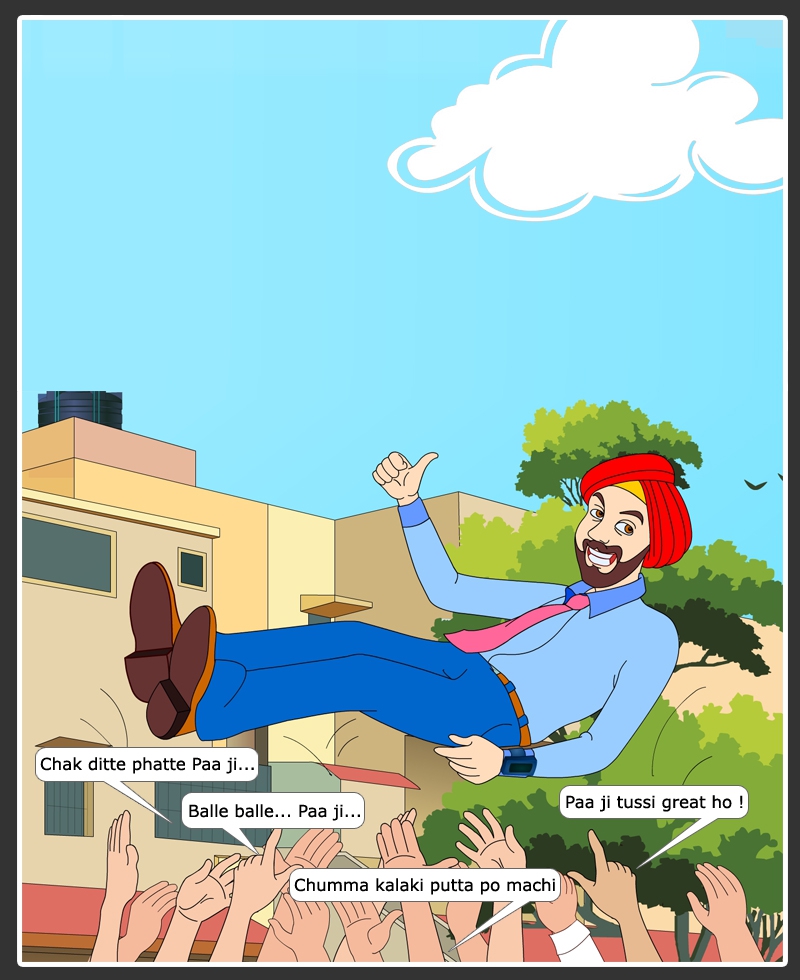 Chak ditte phatte Paa ji...
Balle balle... Paa ji...
Paa ji tussi great ho !
Chumma kalaki putta po machi